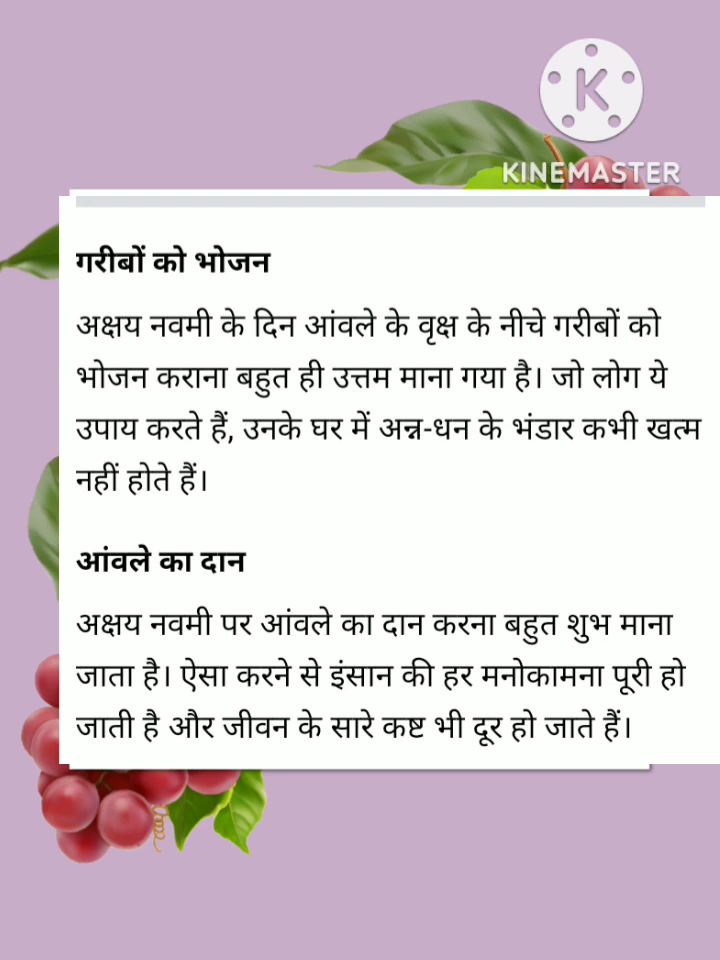 KINEMASTER
गरीबों को भोजन
अक्षय नवमी के दिन आंवले के वृक्ष के नीचे गरीबों को
भोजन कराना बहुत ही उत्तम माना गया है। जो लोग ये
उपाय करते हैं, उनके घर में अन्न-धन के भंडार कभी खत्म
नहीं होते हैं।
आंवले का दान
अक्षय नवमी पर आंवले का दान करना बहुत शुभ माना
जाता है। ऐसा करने से इंसान की हर मनोकामना पूरी हो
जाती है और जीवन के सारे कष्ट भी दूर हो जाते हैं।